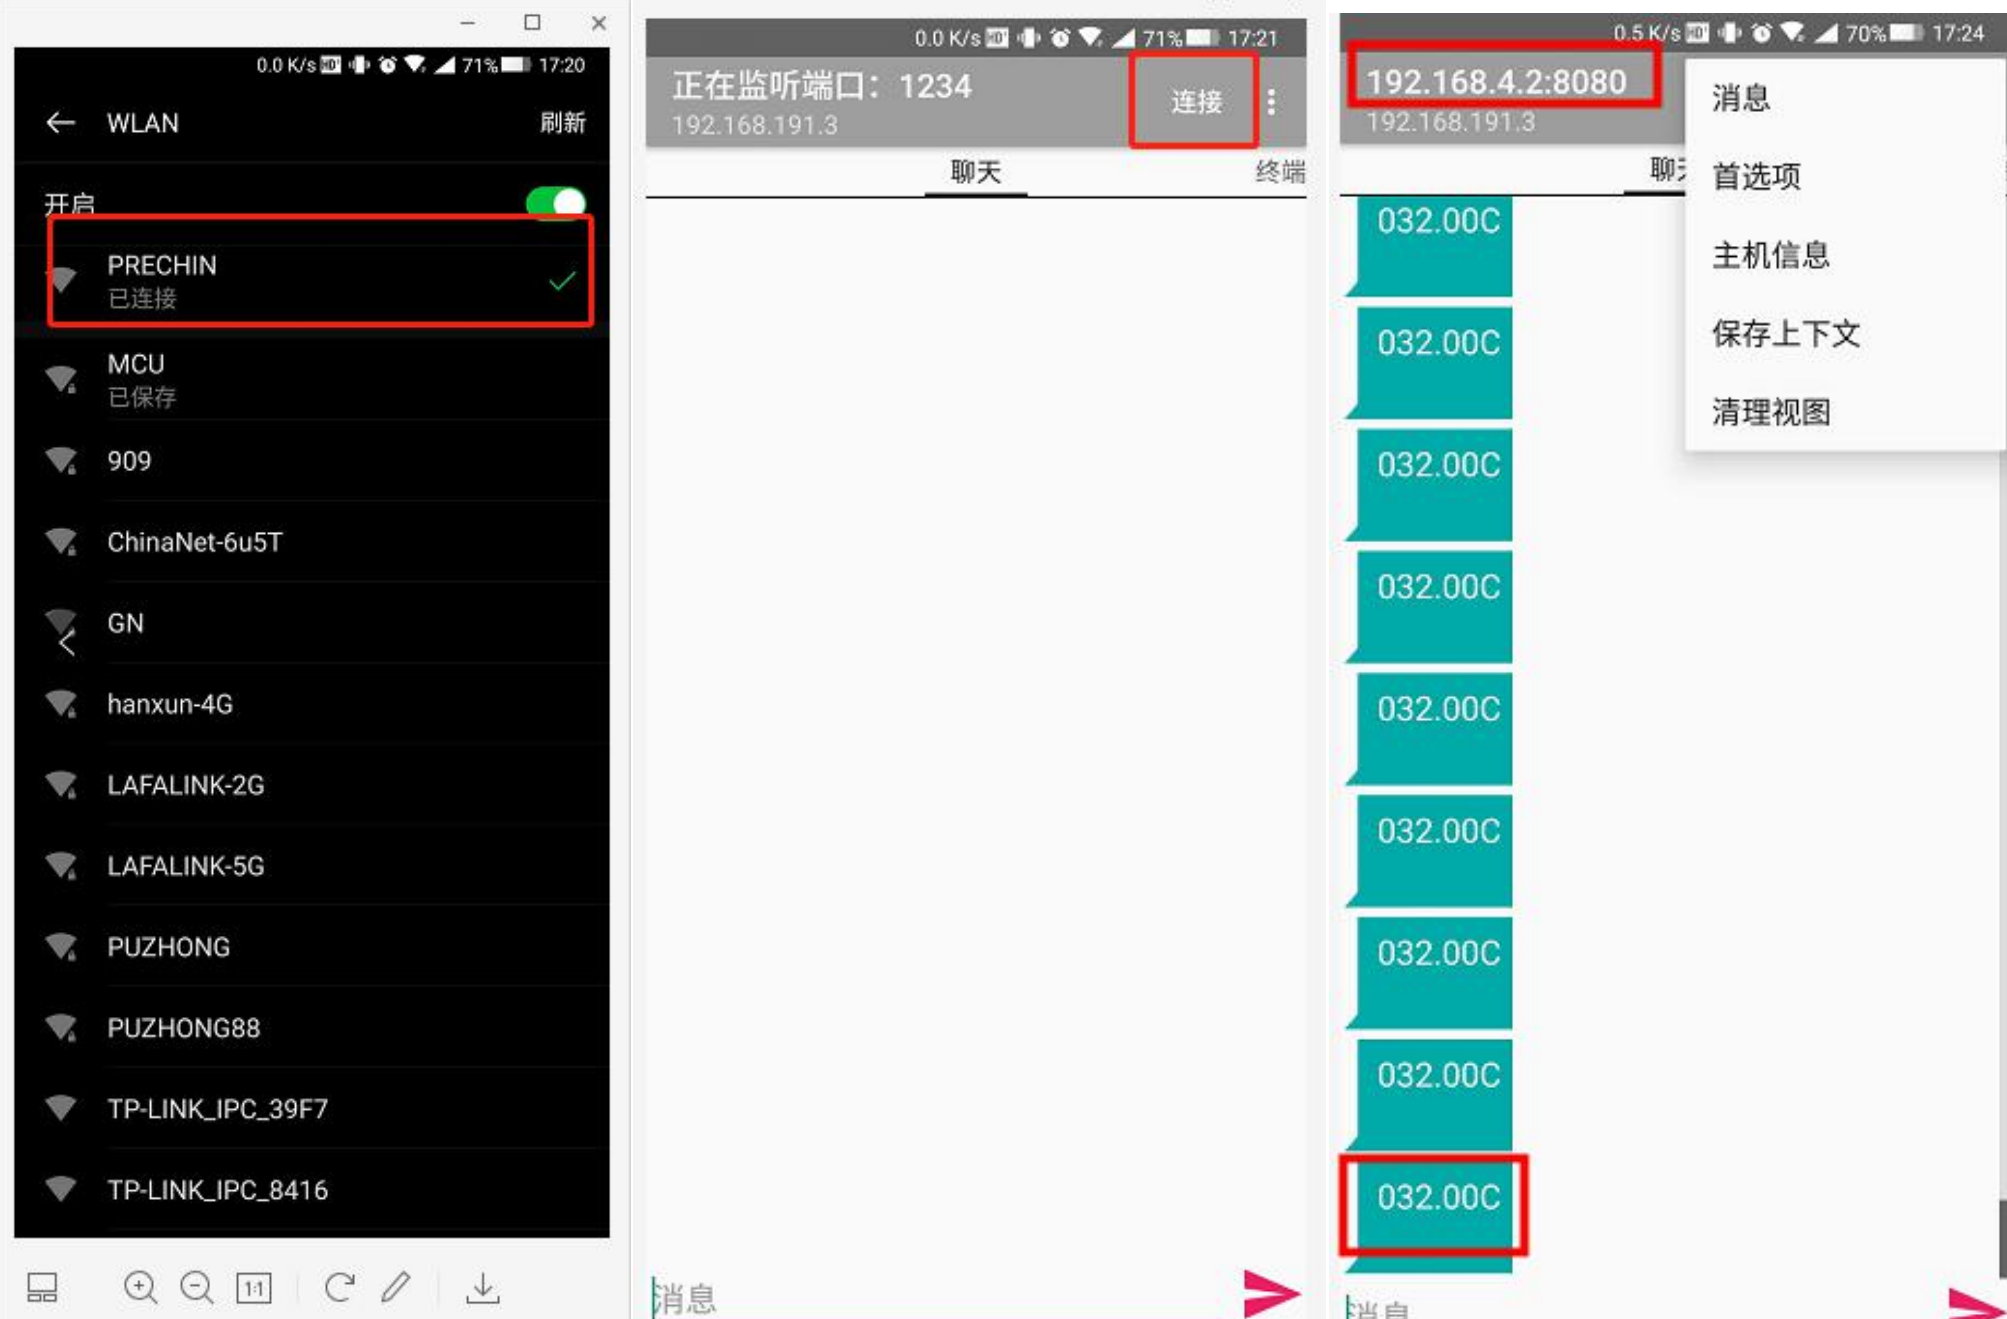 0.0 K/s HD 71% 17:20
WLAN
刷新
开启
PRECHIN
已连接
MCU
已保存
909
ChinaNet-6u5T
GN
hanxun-4G
LAFALINK-2G
LAFALINK-5G
PUZHONG
PUZHONG88
TP-LINK_IPC_39F7
TP-LINK_IPC_8416
1:1
0.0 K/s HD 71% 17:21
正在监听端口：1234
192.168.191.3
连接
聊天
终端
消息
0.5 K/s HD 70% 17:24
192.168.4.2:8080
192.168.191.3
聊天
消息
首选项
主机信息
保存上下文
清理视图
032.00C
032.00C
032.00C
032.00C
032.00C
032.00C
032.00C
032.00C
032.00C
消息